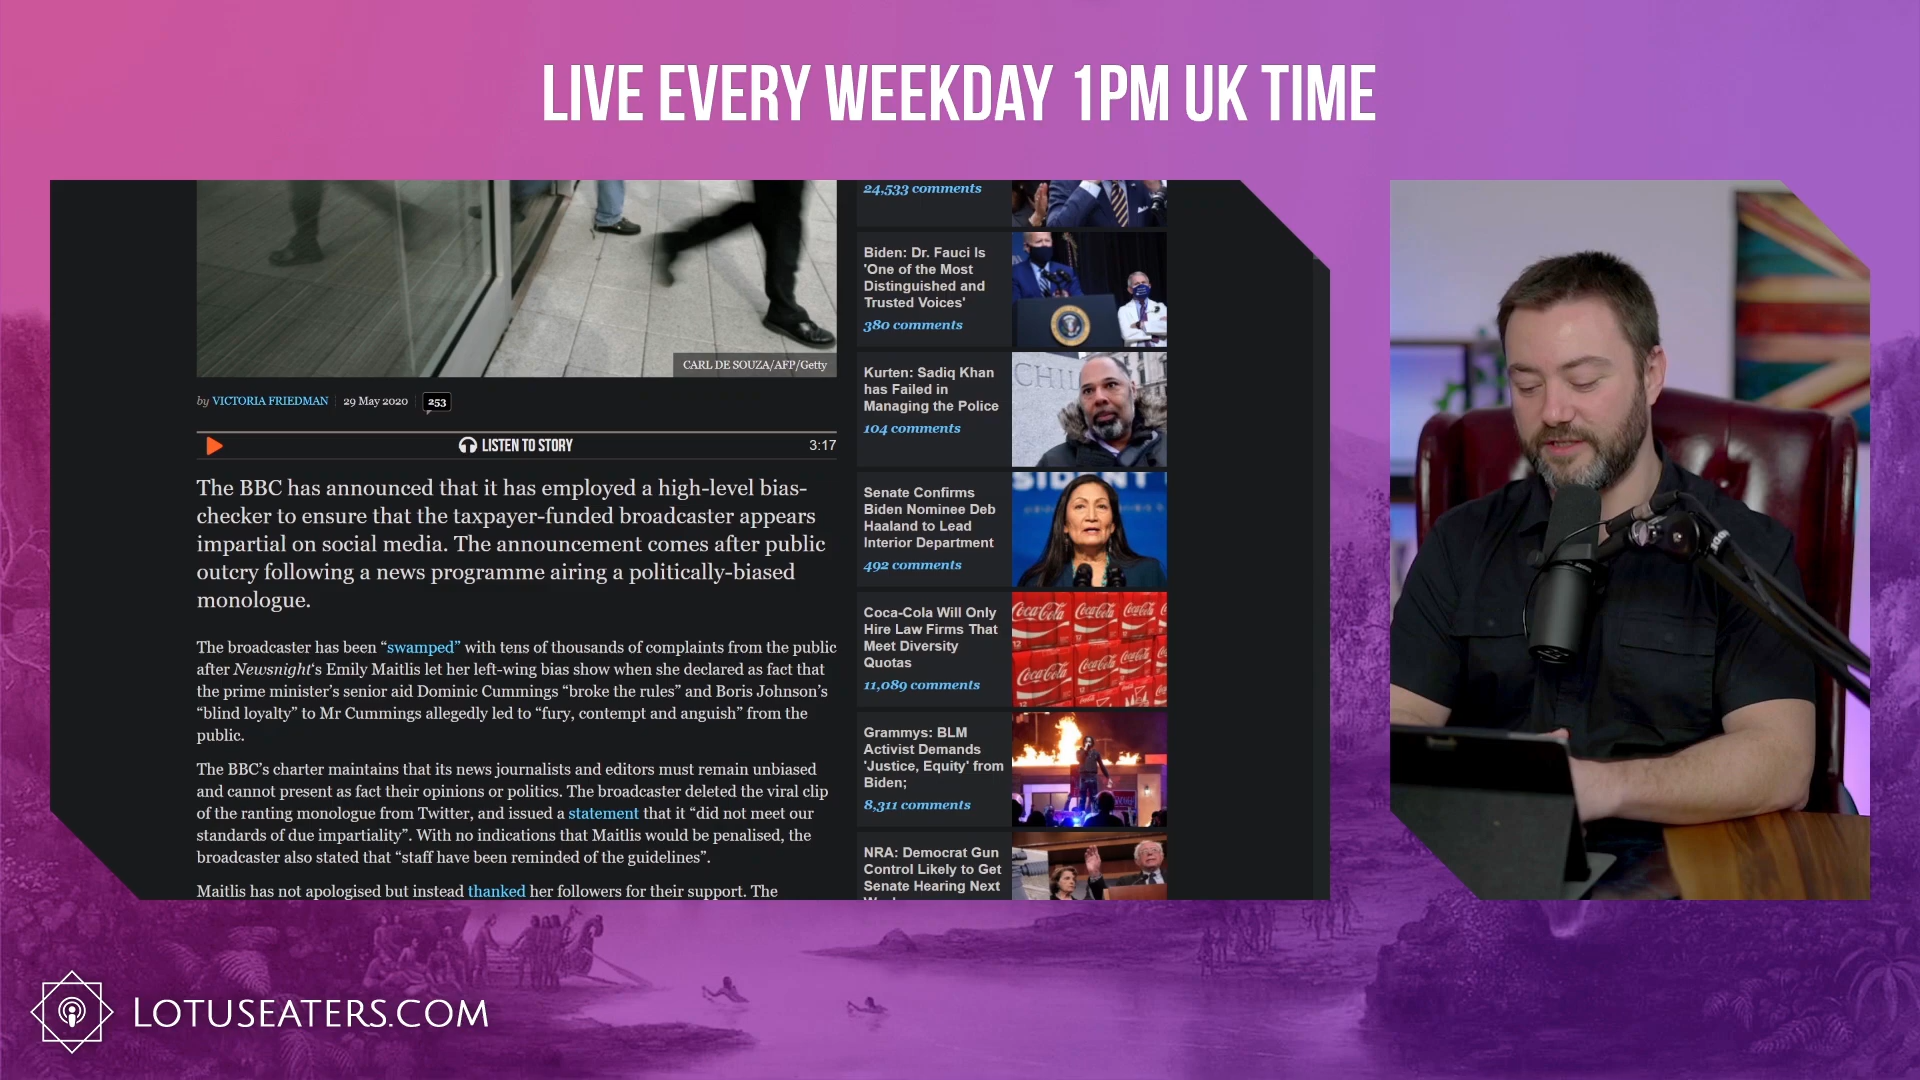 LIVE EVERY WEEKDAY 1PM UK TIME
CARL DE SOUZA/AFP/Getty
by VICTORIA FRIEDMAN 29 May 2020 253
LISTEN TO STORY 3:17
The BBC has announced that it has employed a high-level bias-
checker to ensure that the taxpayer-funded broadcaster appears
impartial on social media. The announcement comes after public
outcry following a news programme airing a politically-biased
monologue.
The broadcaster has been “swamped” with tens of thousands of complaints from the public
after Newsnight‘s Emily Maitlis let her left-wing bias show when she declared as fact that
the prime minister’s senior aid Dominic Cummings “broke the rules” and Boris Johnson’s
“blind loyalty” to Mr Cummings allegedly led to “fury, contempt and anguish” from the
public.
The BBC’s charter maintains that its news journalists and editors must remain unbiased
and cannot present as fact their opinions or politics. The broadcaster deleted the viral clip
of the ranting monologue from Twitter, and issued a statement that it “did not meet our
standards of due impartiality”. With no indications that Maitlis would be penalised, the
broadcaster also stated that “staff have been reminded of the guidelines”.
Maitlis has not apologised but instead thanked her followers for their support. The
24,533 comments
Biden: Dr. Fauci Is
'One of the Most
Distinguished and
Trusted Voices'
380 comments
Kurten: Sadiq Khan
has Failed in
Managing the Police
104 comments
Senate Confirms
Biden Nominee Deb
Haaland to Lead
Interior Department
492 comments
Coca-Cola Will Only
Hire Law Firms That
Meet Diversity
Quotas
11,089 comments
Grammys: BLM
Activist Demands
'Justice, Equity' from
Biden;
8,311 comments
NRA: Democrat Gun
Control Likely to Get
Senate Hearing Next
LOTUSEATERS.COM